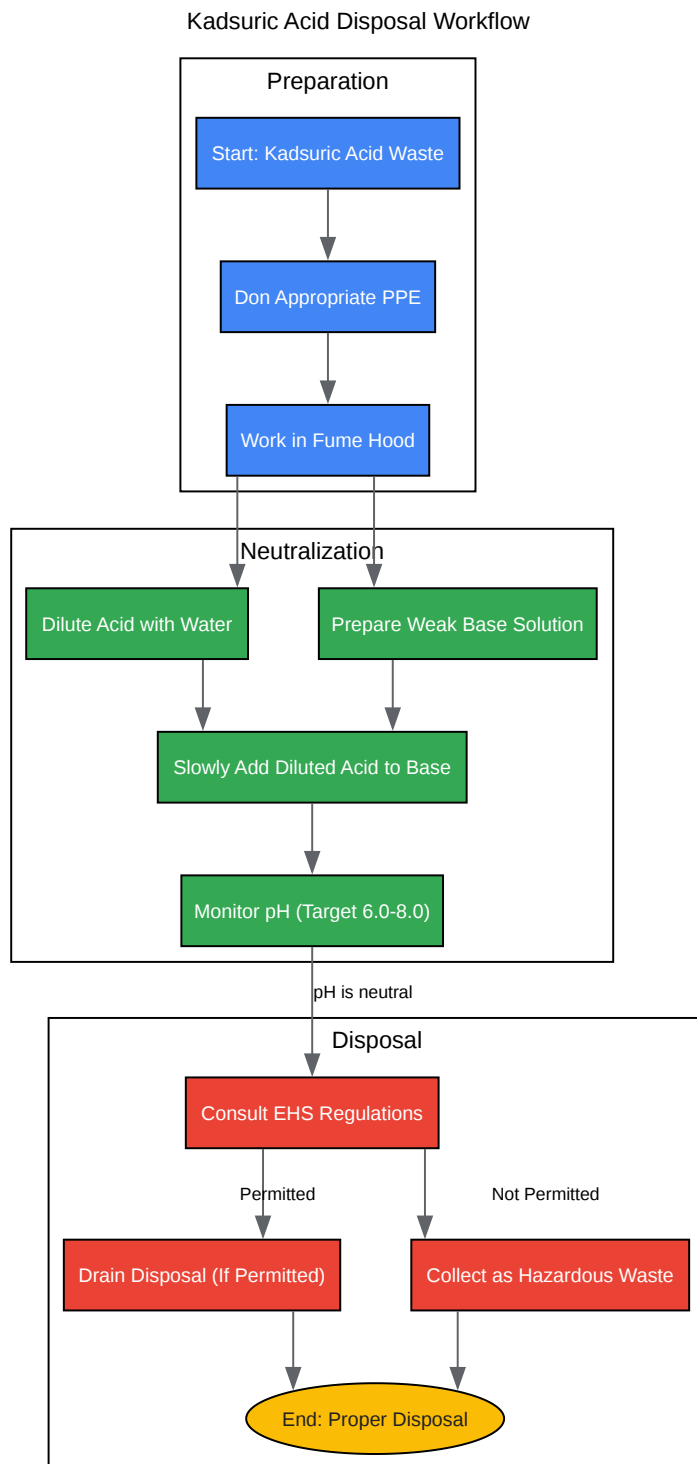 Kadsuric Acid Disposal Workflow
Preparation
Start: Kadsuric Acid Waste
Don Appropriate PPE
Work in Fume Hood
Neutralization
Dilute Acid with Water
Prepare Weak Base Solution
Slowly Add Diluted Acid to Base
Monitor pH (Target 6.0-8.0)
pH is neutral
Disposal
Consult EHS Regulations
Permitted
Not Permitted
Drain Disposal (If Permitted)
Collect as Hazardous Waste
End: Proper Disposal